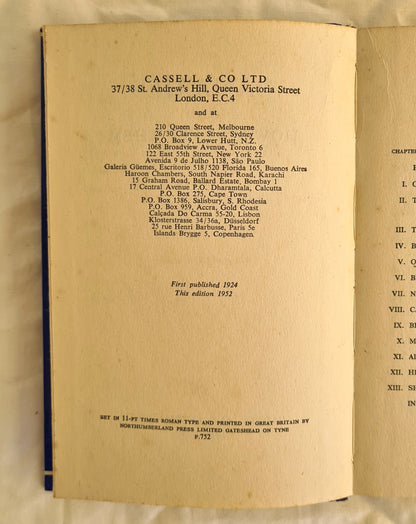 CASSELL & CO LTD
37/38 St. Andrew's Hill, Queen Victoria Street
London, E.C.4
and at
210 Queen Street, Melbourne
26/30 Clarence Street, Sydney
P.O. Box 9, Lower Hutt, N.Z.
1068 Broadview Avenue, Toronto 6
122 East 55th Street, New York 22
Avenida 9 de Julho 1138, São Paulo
Galería Güemes, Escritorio 518/520 Florida 165, Buenos Aires
Haroon Chambers, South Napier Road, Karachi
15 Graham Road, Ballard Estate, Bombay 1
17 Central Avenue P.O. Dharamtala, Calcutta
P.O. Box 275, Cape Town
P.O. Box 1386, Salisbury, S. Rhodesia
P.O. Box 959, Accra, Gold Coast
Calçada Do Carma 55-20, Lisbon
Klosterstrasse 34/36a, Düsseldorf
25 rue Henri Barbusse, Paris 5e
Islands Brygge 5, Copenhagen
First published 1924
This edition 1952
SET IN 11-PT TIMES ROMAN TYPE AND PRINTED IN GREAT BRITAIN BY
NORTHUMBERLAND PRESS LIMITED GATESHEAD ON TYNE
F.752
CHAPTER
I.
II. T
III. T
IV. B
V.
VI. B
VII. N
VIII. C
IX.
X. M
XI.
XII. H
XIII. S
IN